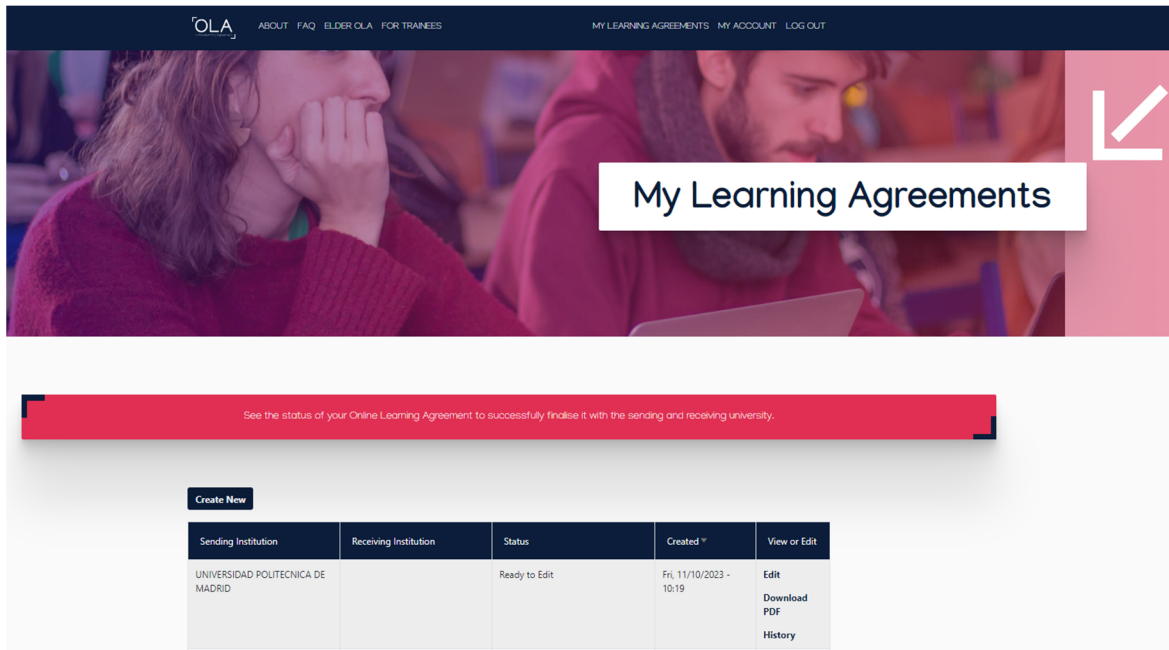 OLA
ABOUT FAQ ELDER OLA FOR TRAINEES MY LEARNING AGREEMENTS MY ACCOUNT LOG OUT
My Learning Agreements
See the status of your Online Learning Agreement to successfully finalise it with the sending and receiving university.
Create New
Sending Institution Receiving Institution Status Created View or Edit
UNIVERSIDAD POLITECNICA DE Ready to Edit Fri, 11/10/2023 - Edit
MADRID 10:19
Download
PDF
History